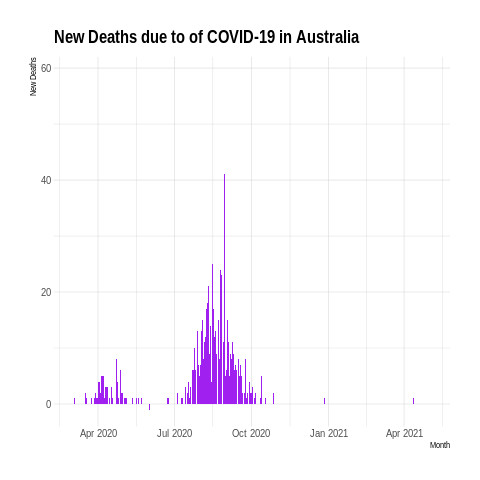 New Deaths due to of COVID-19 in Australia
New Deaths
60
40
20
0
Apr 2020 Jul 2020 Oct 2020 Jan 2021 Apr 2021
Month